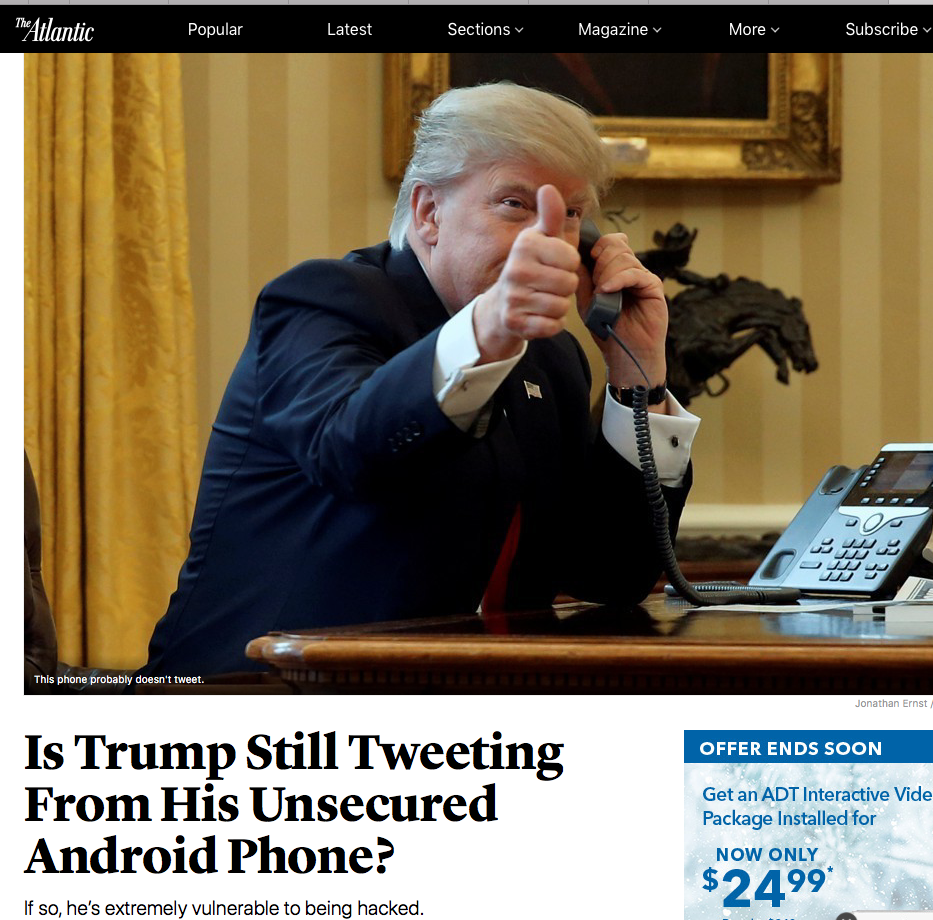 The Atlantic
Popular Latest Sections Magazine More Subscribe
This phone probably doesn't tweet.
Jonathan Ernst /
Is Trump Still Tweeting
From His Unsecured
Android Phone?
If so, he's extremely vulnerable to being hacked.
OFFER ENDS SOON
Get an ADT Interactive Vide
Package Installed for
NOW ONLY
$2499*